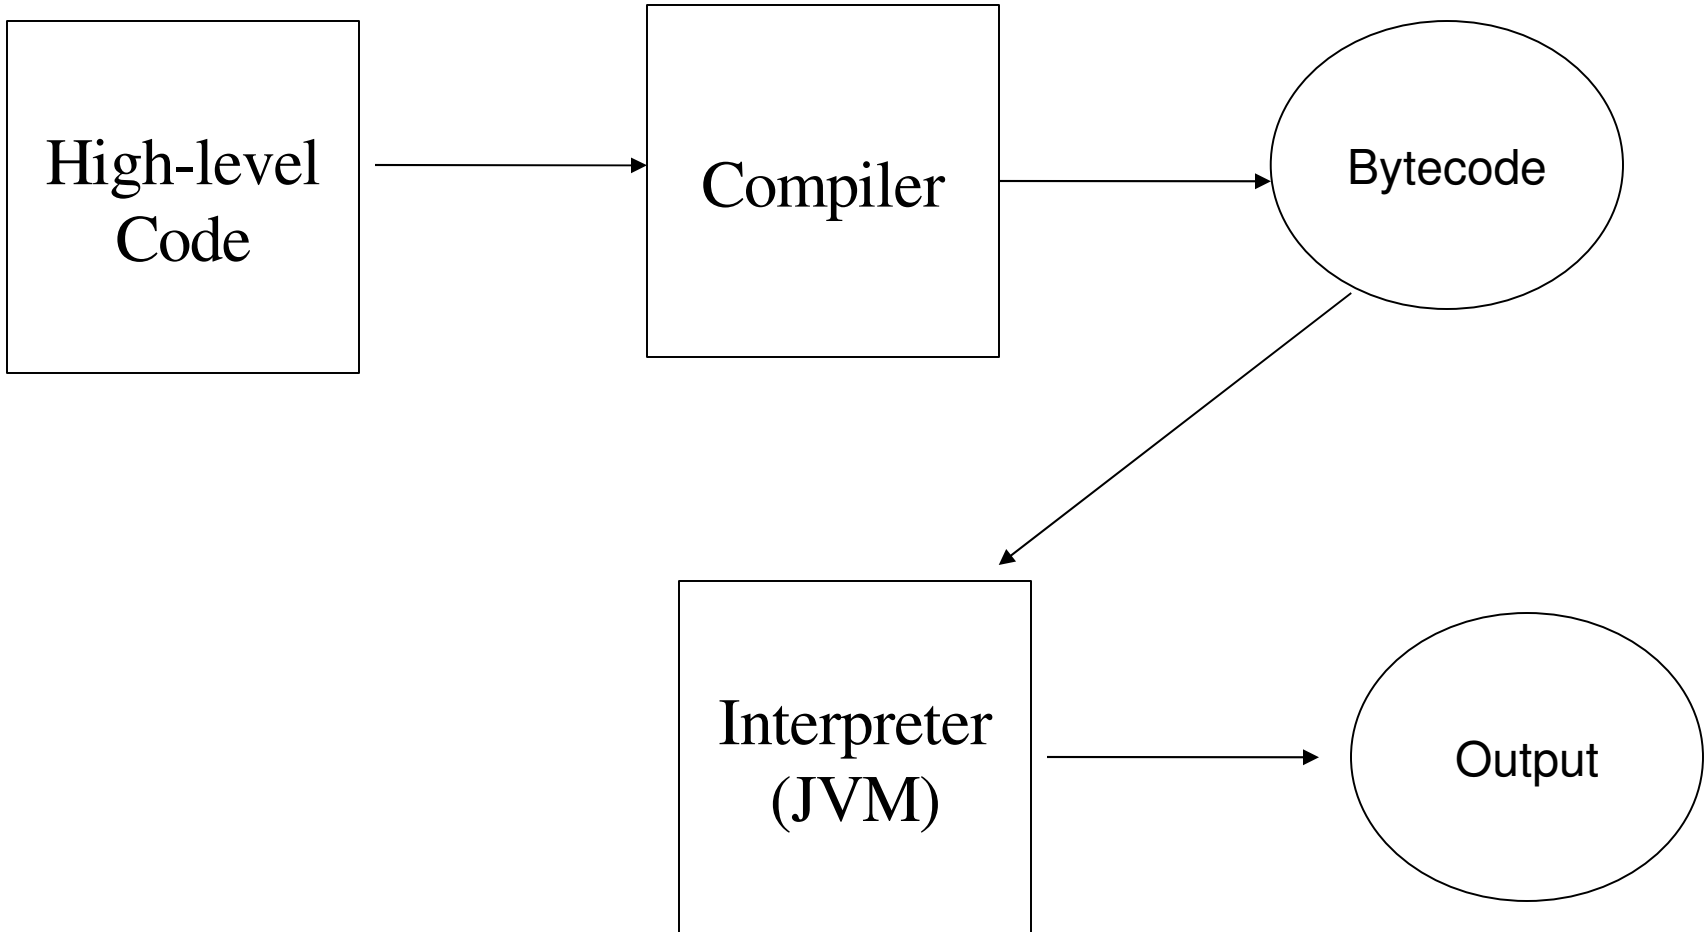 High-level
Code
Compiler
Bytecode
Interpreter
(JVM)
Output